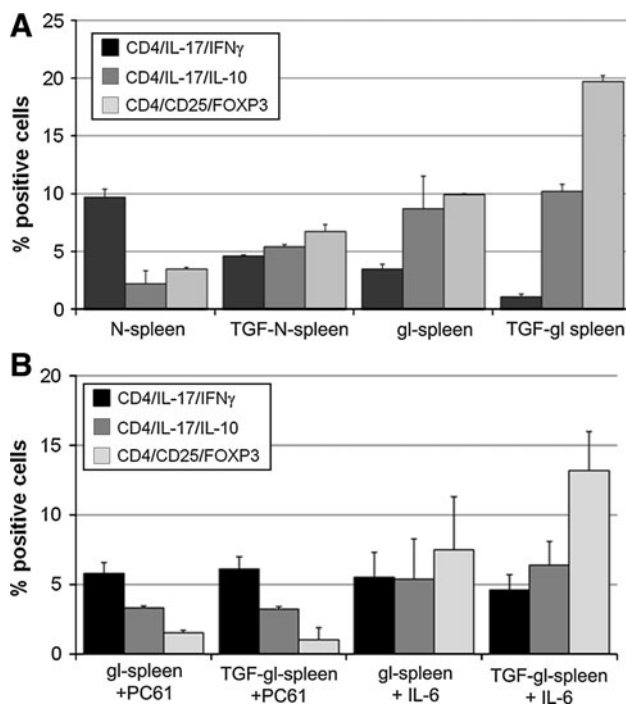 A
25
20
15
10
5
0
% positive cells
CD4/IL-17/IFNγ
CD4/IL-17/IL-10
CD4/CD25/FOXP3
N-spleen TGF-N-spleen gl-spleen TGF-gl spleen
B
20
15
10
5
0
% positive cells
CD4/IL-17/IFNγ
CD4/IL-17/IL-10
CD4/CD25/FOXP3
gl-spleen TGF-gl-spleen gl-spleen TGF-gl-spleen
+PC61 +PC61 + IL-6 + IL-6